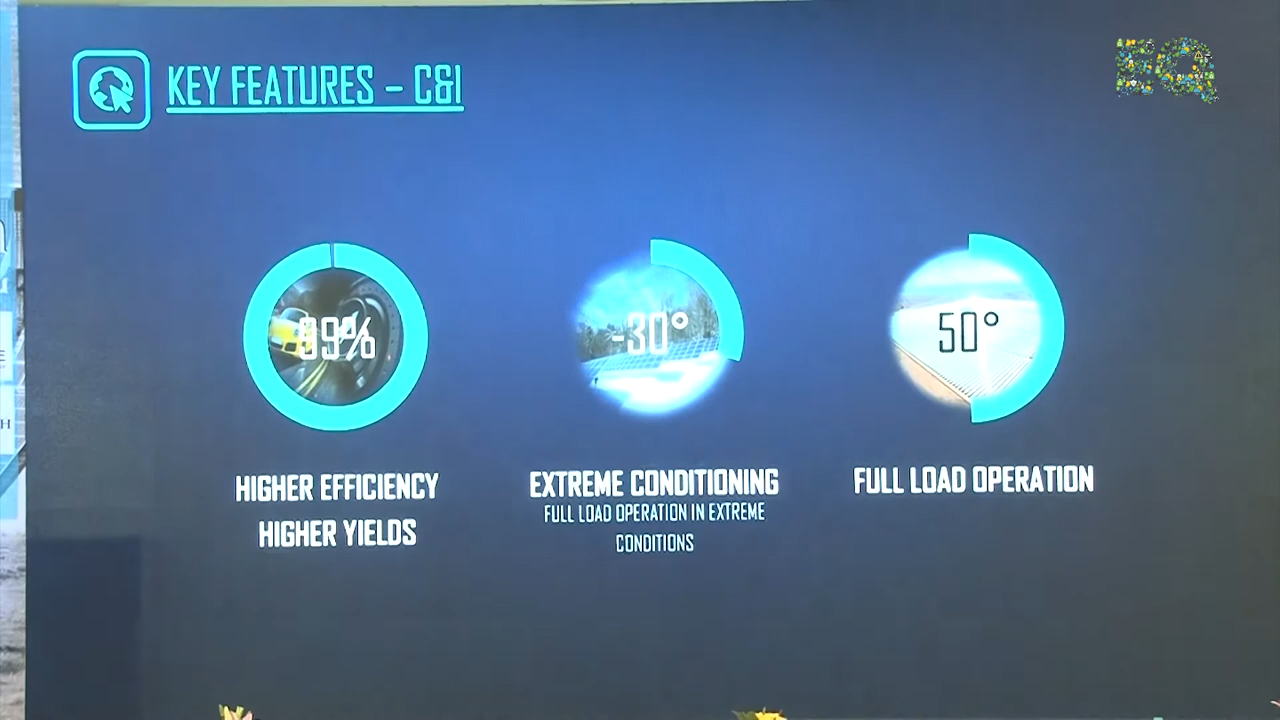 KEY FEATURES – C&I
EQ
99%
-30°
50°
HIGHER EFFICIENCY
HIGHER YIELDS
EXTREME CONDITIONING
FULL LOAD OPERATION IN EXTREME
CONDITIONS
FULL LOAD OPERATION
E
H